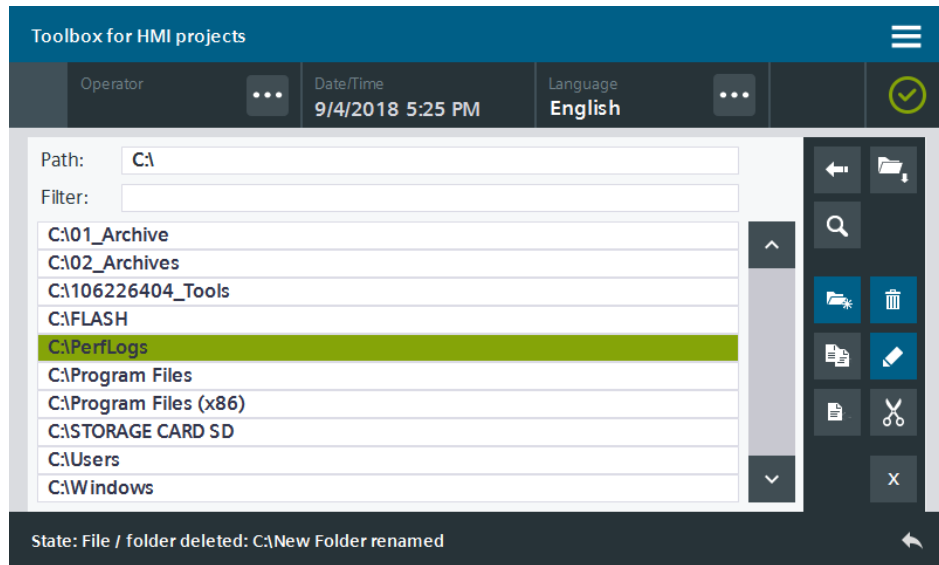 Toolbox for HMI projects
Operator
Date/Time
9/4/2018 5:25 PM
Language
English
Path: C:\
Filter:
C:\01_Archive
C:\02_Archives
C:\106226404_Tools
C:\FLASH
C:\PerfLogs
C:\Program Files
C:\Program Files (x86)
C:\STORAGE CARD SD
C:\Users
C:\Windows
x
State: File / folder deleted: C:\New Folder renamed